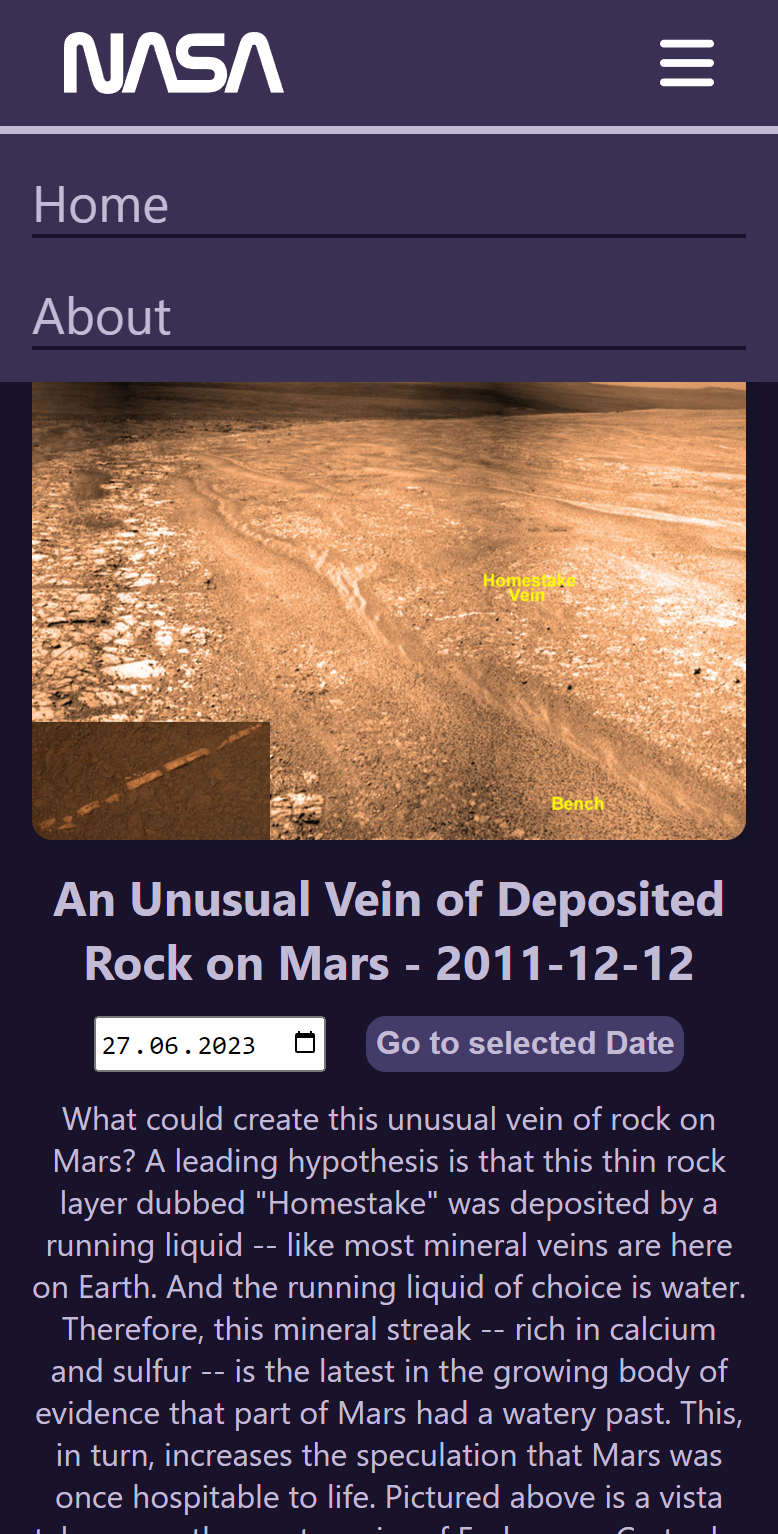 NASA
Home
About
Homestake
Vein
Bench
An Unusual Vein of Deposited
Rock on Mars - 2011-12-12
27.06.2023
Go to selected Date
What could create this unusual vein of rock on
Mars? A leading hypothesis is that this thin rock
layer dubbed "Homestake" was deposited by a
running liquid -- like most mineral veins are here
on Earth. And the running liquid of choice is water.
Therefore, this mineral streak -- rich in calcium
and sulfur -- is the latest in the growing body of
evidence that part of Mars had a watery past. This,
in turn, increases the speculation that Mars was
once hospitable to life. Pictured above is a vista